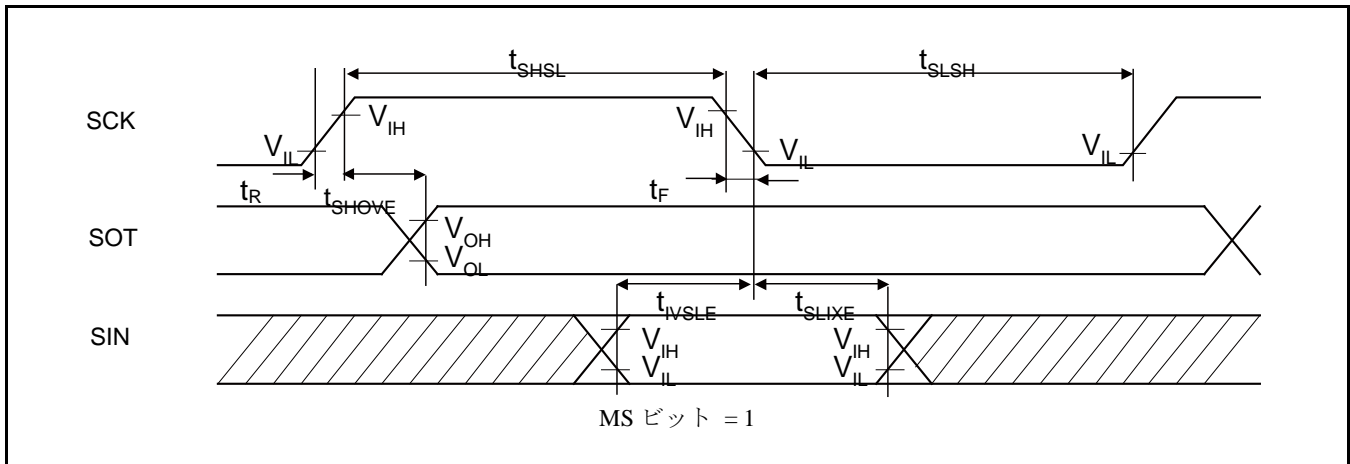 tSHSL
tSLSH
SCK
VIH
VIH
VIL
VIL
VIL
tR
tSHOVE
tF
SOT
VOH
VOL
tIVSLE
tSLIXE
SIN
VIH
VIH
VIL
VIL
MS ビット = 1